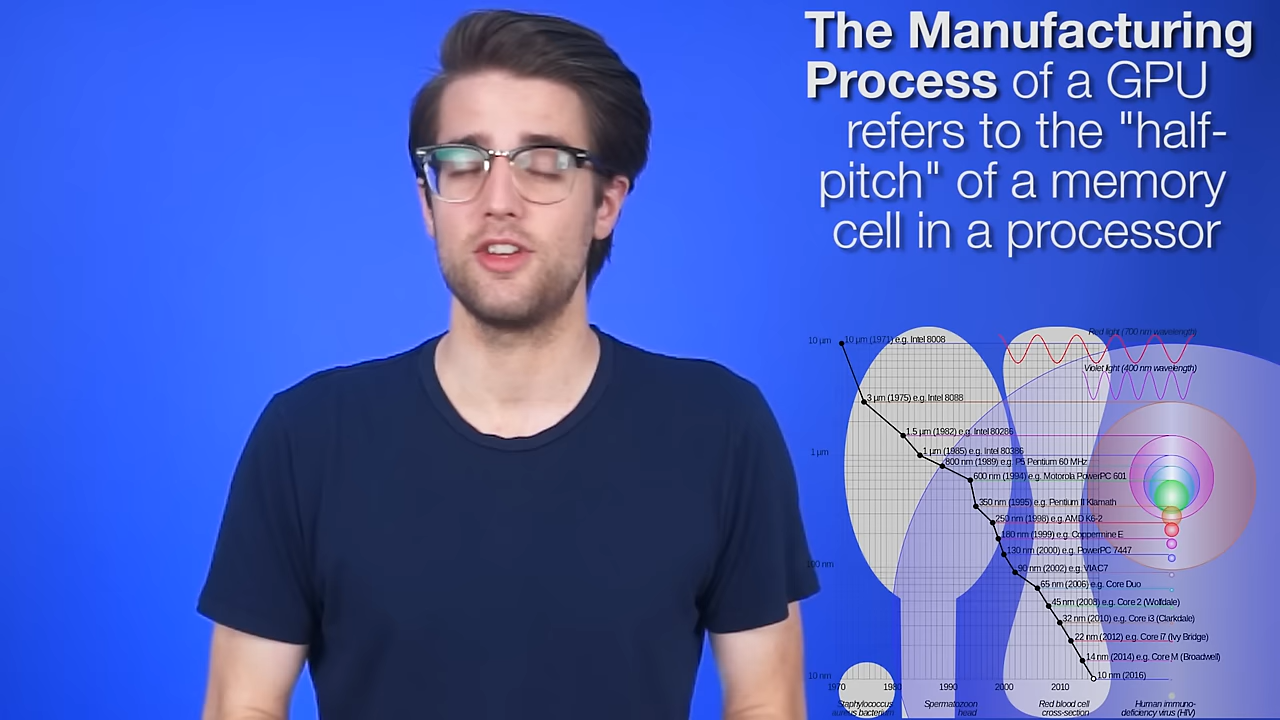 The Manufacturing
Process of a GPU
refers to the "half-
pitch" of a memory
cell in a processor
Red light (700 nm wavelength)
10 µm
10 µm (1971) e.g. Intel 8008
Violet light (400 nm wavelength)
3 µm (1975) e.g. Intel 8088
1.5 µm (1982) e.g. Intel 80286
1 µm
1 µm (1985) e.g. Intel 80386
800 nm (1989) e.g. P5 Pentium 60 MHz
600 nm (1994) e.g. Motorola PowerPC 601
350 nm (1995) e.g. Pentium II Klamath
250 nm (1998) e.g. AMD K6-2
180 nm (1999) e.g. Coppermine E
130 nm (2000) e.g. PowerPC 7447
100 nm
90 nm (2002) e.g. VIA C7
65 nm (2006) e.g. Core Duo
45 nm (2008) e.g. Core 2 (Wolfdale)
32 nm (2010) e.g. Core i3 (Clarkdale)
22 nm (2012) e.g. Core i7 (Ivy Bridge)
14 nm (2014) e.g. Core M (Broadwell)
10 nm
10 nm (2016)
1970 1980 1990 2000 2010
Staphylococcus
aureus bacterium
Spermatozoon
head
Red blood cell
cross-section
Human immuno-
deficiency virus (HIV)